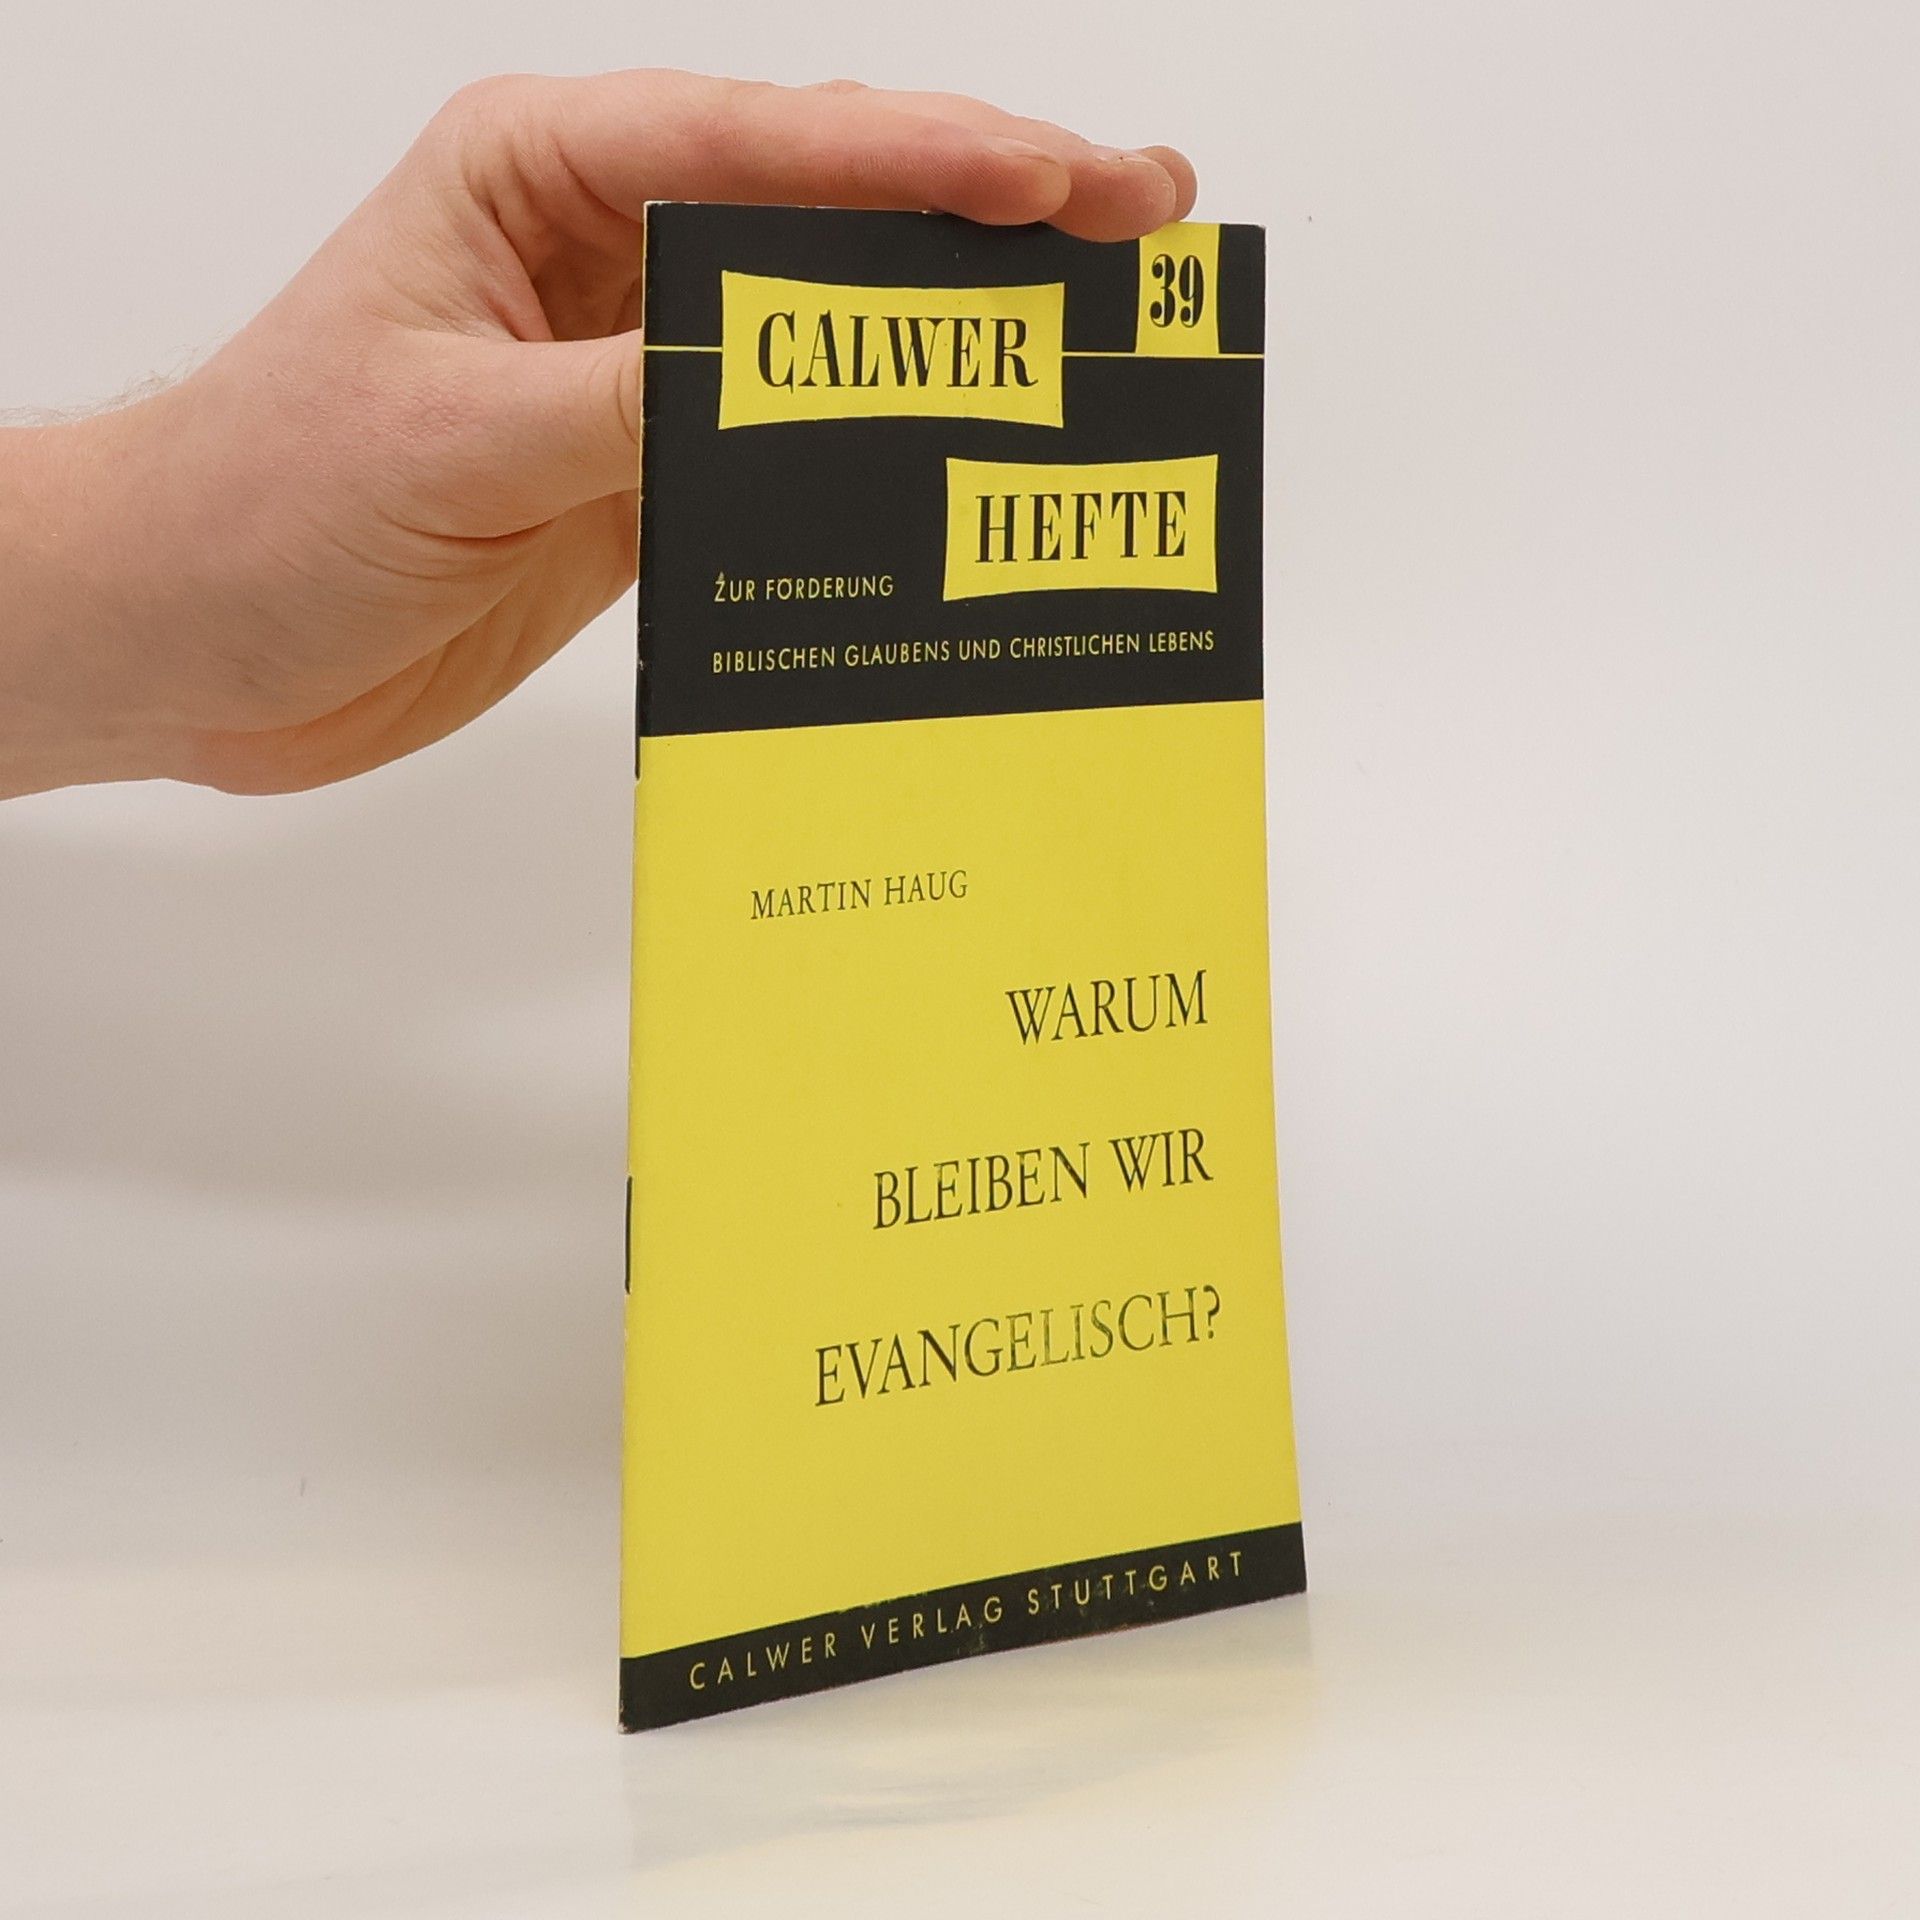 39
CALWER
HEFTE
ZUR FÖRDERUNG
BIBLISCHEN GLAUBENS UND CHRISTLICHEN LEBENS
MARTIN HAUG
WARUM
BLEIBEN WIR
EVANGELISCH?
CALWER VERLAG STUTTGART